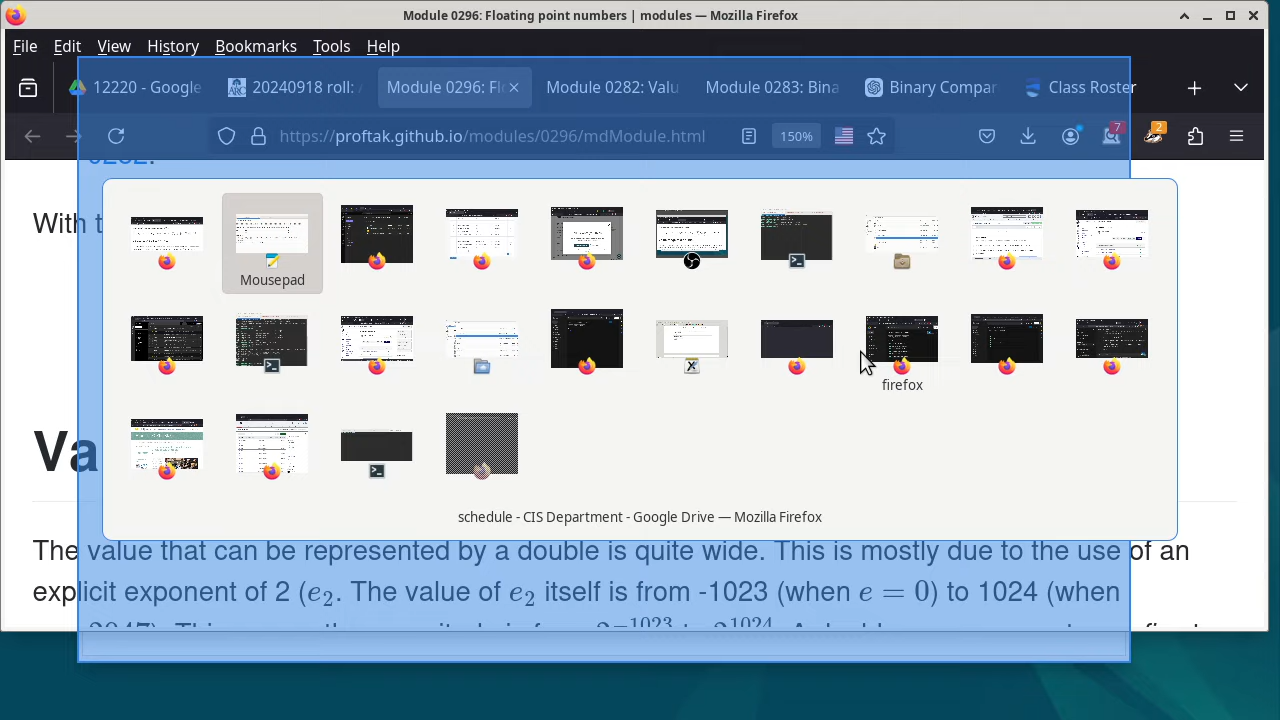 Module 0296: Floating point numbers | modules — Mozilla Firefox
File Edit View History Bookmarks Tools Help
12220 - Google 20240918 roll: Module 0296: Flo Module 0282: Valu Module 0283: Bina Binary Compar Class Roster
https://proftak.github.io/modules/0296/mdModule.html 150% 7 2
0282.
With t
Mousepad
firefox
Va
schedule - CIS Department - Google Drive — Mozilla Firefox
The value that can be represented by a double is quite wide. This is mostly due to the use of an
explicit exponent of 2 (e₂. The value of e₂ itself is from -1023 (when e = 0) to 1024 (when